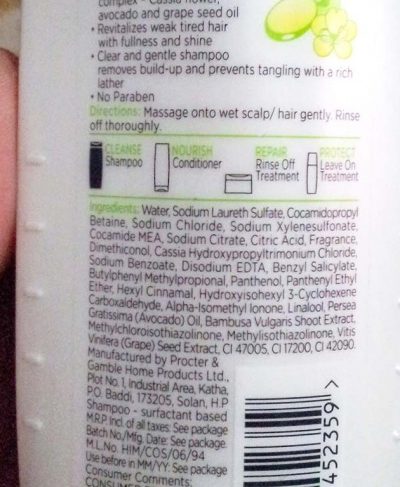 complex - Cassia flower,
avocado and grape seed oil
• Revitalizes weak tired hair
with fullness and shine
• Clear and gentle shampoo
removes build-up and prevents tangling with a rich
lather
• No Paraben
Directions: Massage onto wet scalp/ hair gently. Rinse
off thoroughly.
CLEANSE
Shampoo
NOURISH
Conditioner
REPAIR
Rinse Off
Treatment
PROTECT
Leave On
Treatment
Ingredients: Water, Sodium Laureth Sulfate, Cocamidopropyl
Betaine, Sodium Chloride, Sodium Xylenesulfonate,
Cocamide MEA, Sodium Citrate, Citric Acid, Fragrance,
Dimethiconol, Cassia Hydroxypropyltrimonium Chloride,
Sodium Benzoate, Disodium EDTA, Benzyl Salicylate,
Butylphenyl Methylpropional, Panthenol, Panthenyl Ethyl
Ether, Hexyl Cinnamal, Hydroxyisohexyl 3-Cyclohexene
Carboxaldehyde, Alpha-Isomethyl Ionone, Linalool, Persea
Gratissima (Avocado) Oil, Bambusa Vulgaris Shoot Extract,
Methylchloroisothiazolinone, Methylisothiazolinone, Vitis
Vinifera (Grape) Seed Extract, CI 47005, CI 17200, CI 42090.
Manufactured by Procter &
Gamble Home Products Ltd.,
Plot No. 1, Industrial Area, Katha,
P.O. Baddi, 173205, Solan, H.P
Shampoo - surfactant based
M.R.P. Incl. of all taxes: See package
Batch No./Mfg. Date: See package
M.L.No. HIM/COS/06/94
Use before in MM/YY: See package
Consumer Comments:
452359 >